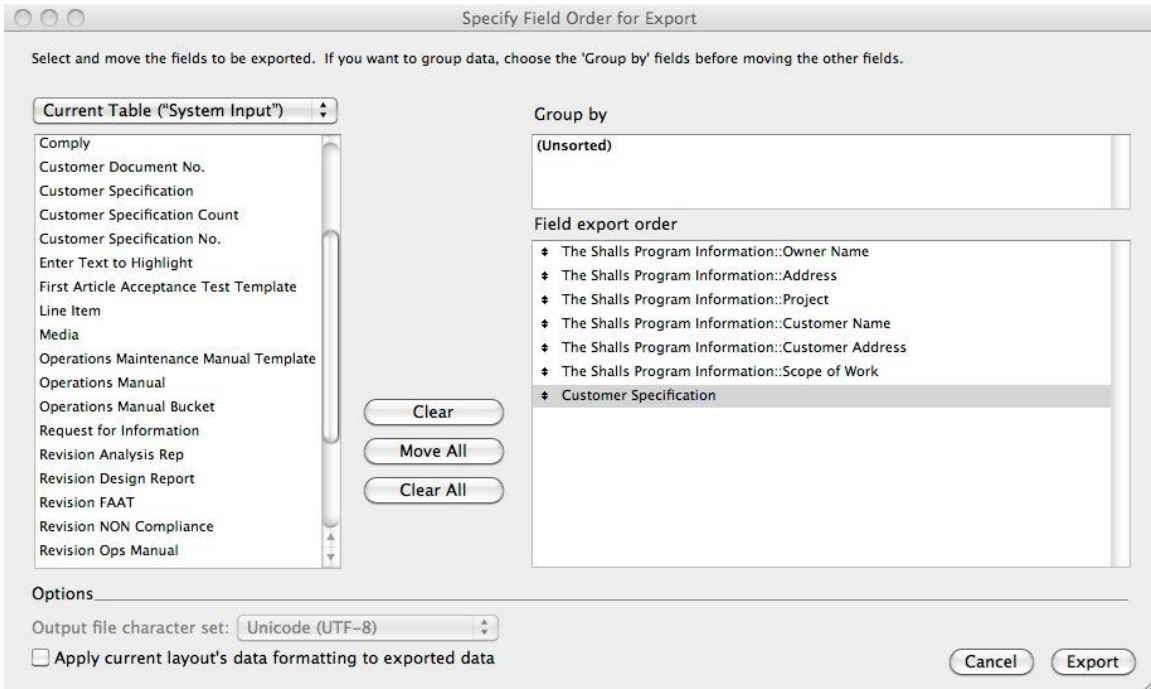 Specify Field Order for Export
Select and move the fields to be exported.  If you want to group data, choose the 'Group by' fields before moving the other fields.
Current Table ("System Input")
Comply
Customer Document No.
Customer Specification
Customer Specification Count
Customer Specification No.
Enter Text to Highlight
First Article Acceptance Test Template
Line Item
Media
Operations Maintenance Manual Template
Operations Manual
Operations Manual Bucket
Request for Information
Revision Analysis Rep
Revision Design Report
Revision FAAT
Revision NON Compliance
Revision Ops Manual
Clear
Move All
Clear All
Group by
(Unsorted)
Field export order
The Shalls Program Information::Owner Name
The Shalls Program Information::Address
The Shalls Program Information::Project
The Shalls Program Information::Customer Name
The Shalls Program Information::Customer Address
The Shalls Program Information::Scope of Work
Customer Specification
Options
Output file character set: Unicode (UTF-8)
Apply current layout's data formatting to exported data
Cancel
Export